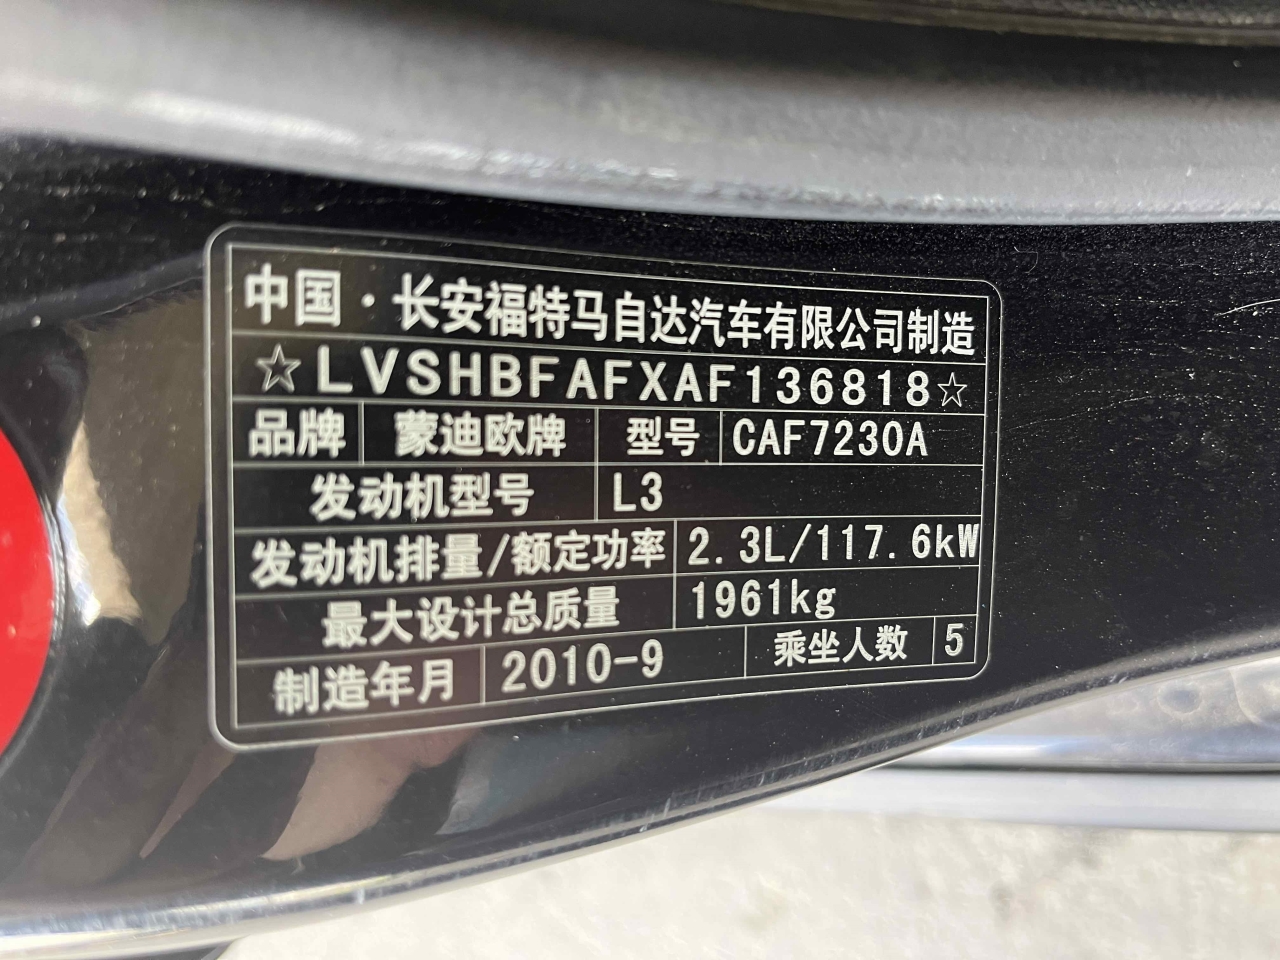 中国·长安福特马自达汽车有限公司制造
☆LVSHBFAFXAF136818☆
品牌 蒙迪欧牌 型号 CAF7230A
发动机型号 L3
发动机排量/额定功率 2.3L/117.6kW
最大设计总质量 1961kg
制造年月 2010-9 乘坐人数 5